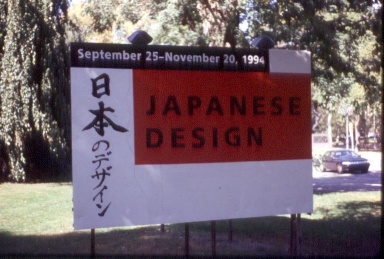 September 25-November 20, 1994
日本のデザイン
JAPANESE
DESIGN